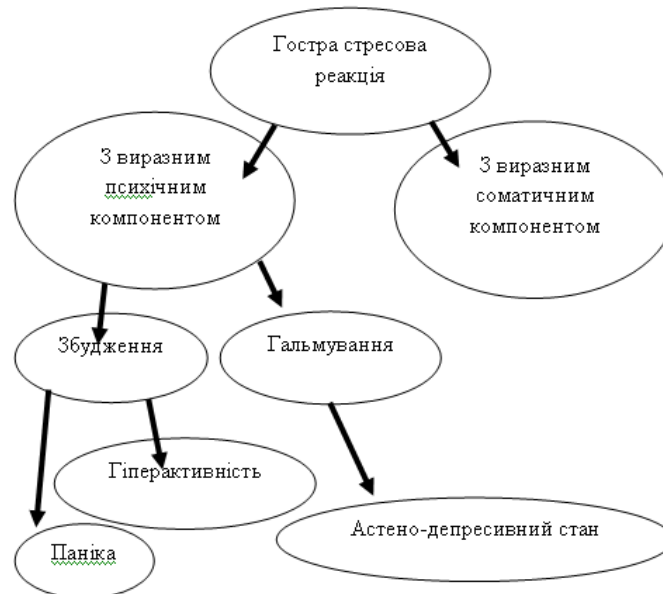 Гостра стресова
реакція
З виразним
психічним
компонентом
З виразним
соматичним
компонентом
Збудження
Гальмування
Гіперактивність
Астено-депресивний стан
Паніка